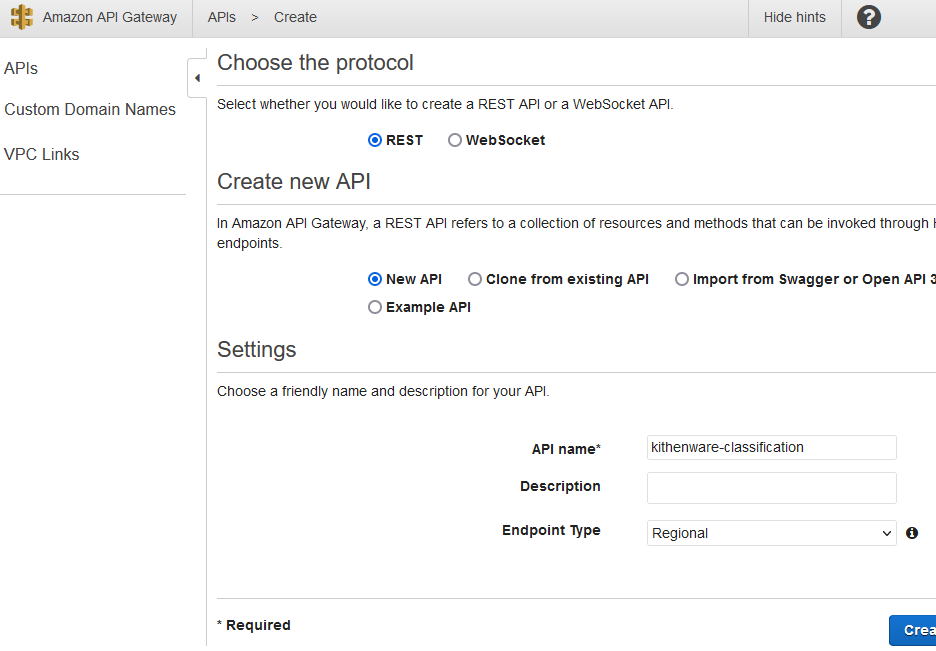 Amazon API Gateway APIs > Create Hide hints ?
APIs
Custom Domain Names
VPC Links
Choose the protocol
Select whether you would like to create a REST API or a WebSocket API.
REST WebSocket
Create new API
In Amazon API Gateway, a REST API refers to a collection of resources and methods that can be invoked through
endpoints.
New API Clone from existing API Import from Swagger or Open API 3
Example API
Settings
Choose a friendly name and description for your API.
API name* kithenware-classification
Description
Endpoint Type Regional
* Required
Crea